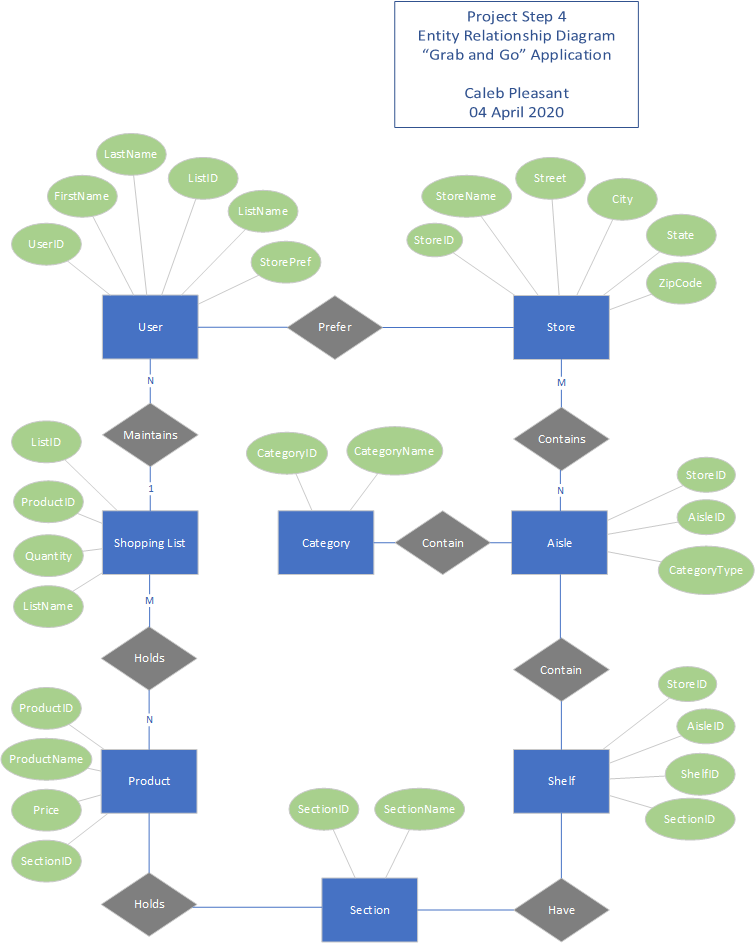 Project Step 4
Entity Relationship Diagram
“Grab and Go” Application
Caleb Pleasant
04 April 2020
LastName
ListID
FirstName
ListName
UserID
StorePref
Street
StoreName
City
StoreID
State
ZipCode
User
Prefer
Store
N
M
Maintains
Contains
1
N
ListID
ProductID
Quantity
ListName
CategoryID
CategoryName
StoreID
AisleID
CategoryType
Shopping List
Category
Contain
Aisle
M
Holds
Contain
N
ProductID
ProductName
Price
SectionID
StoreID
AisleID
ShelfID
SectionID
Product
Shelf
SectionID
SectionName
Holds
Section
Have